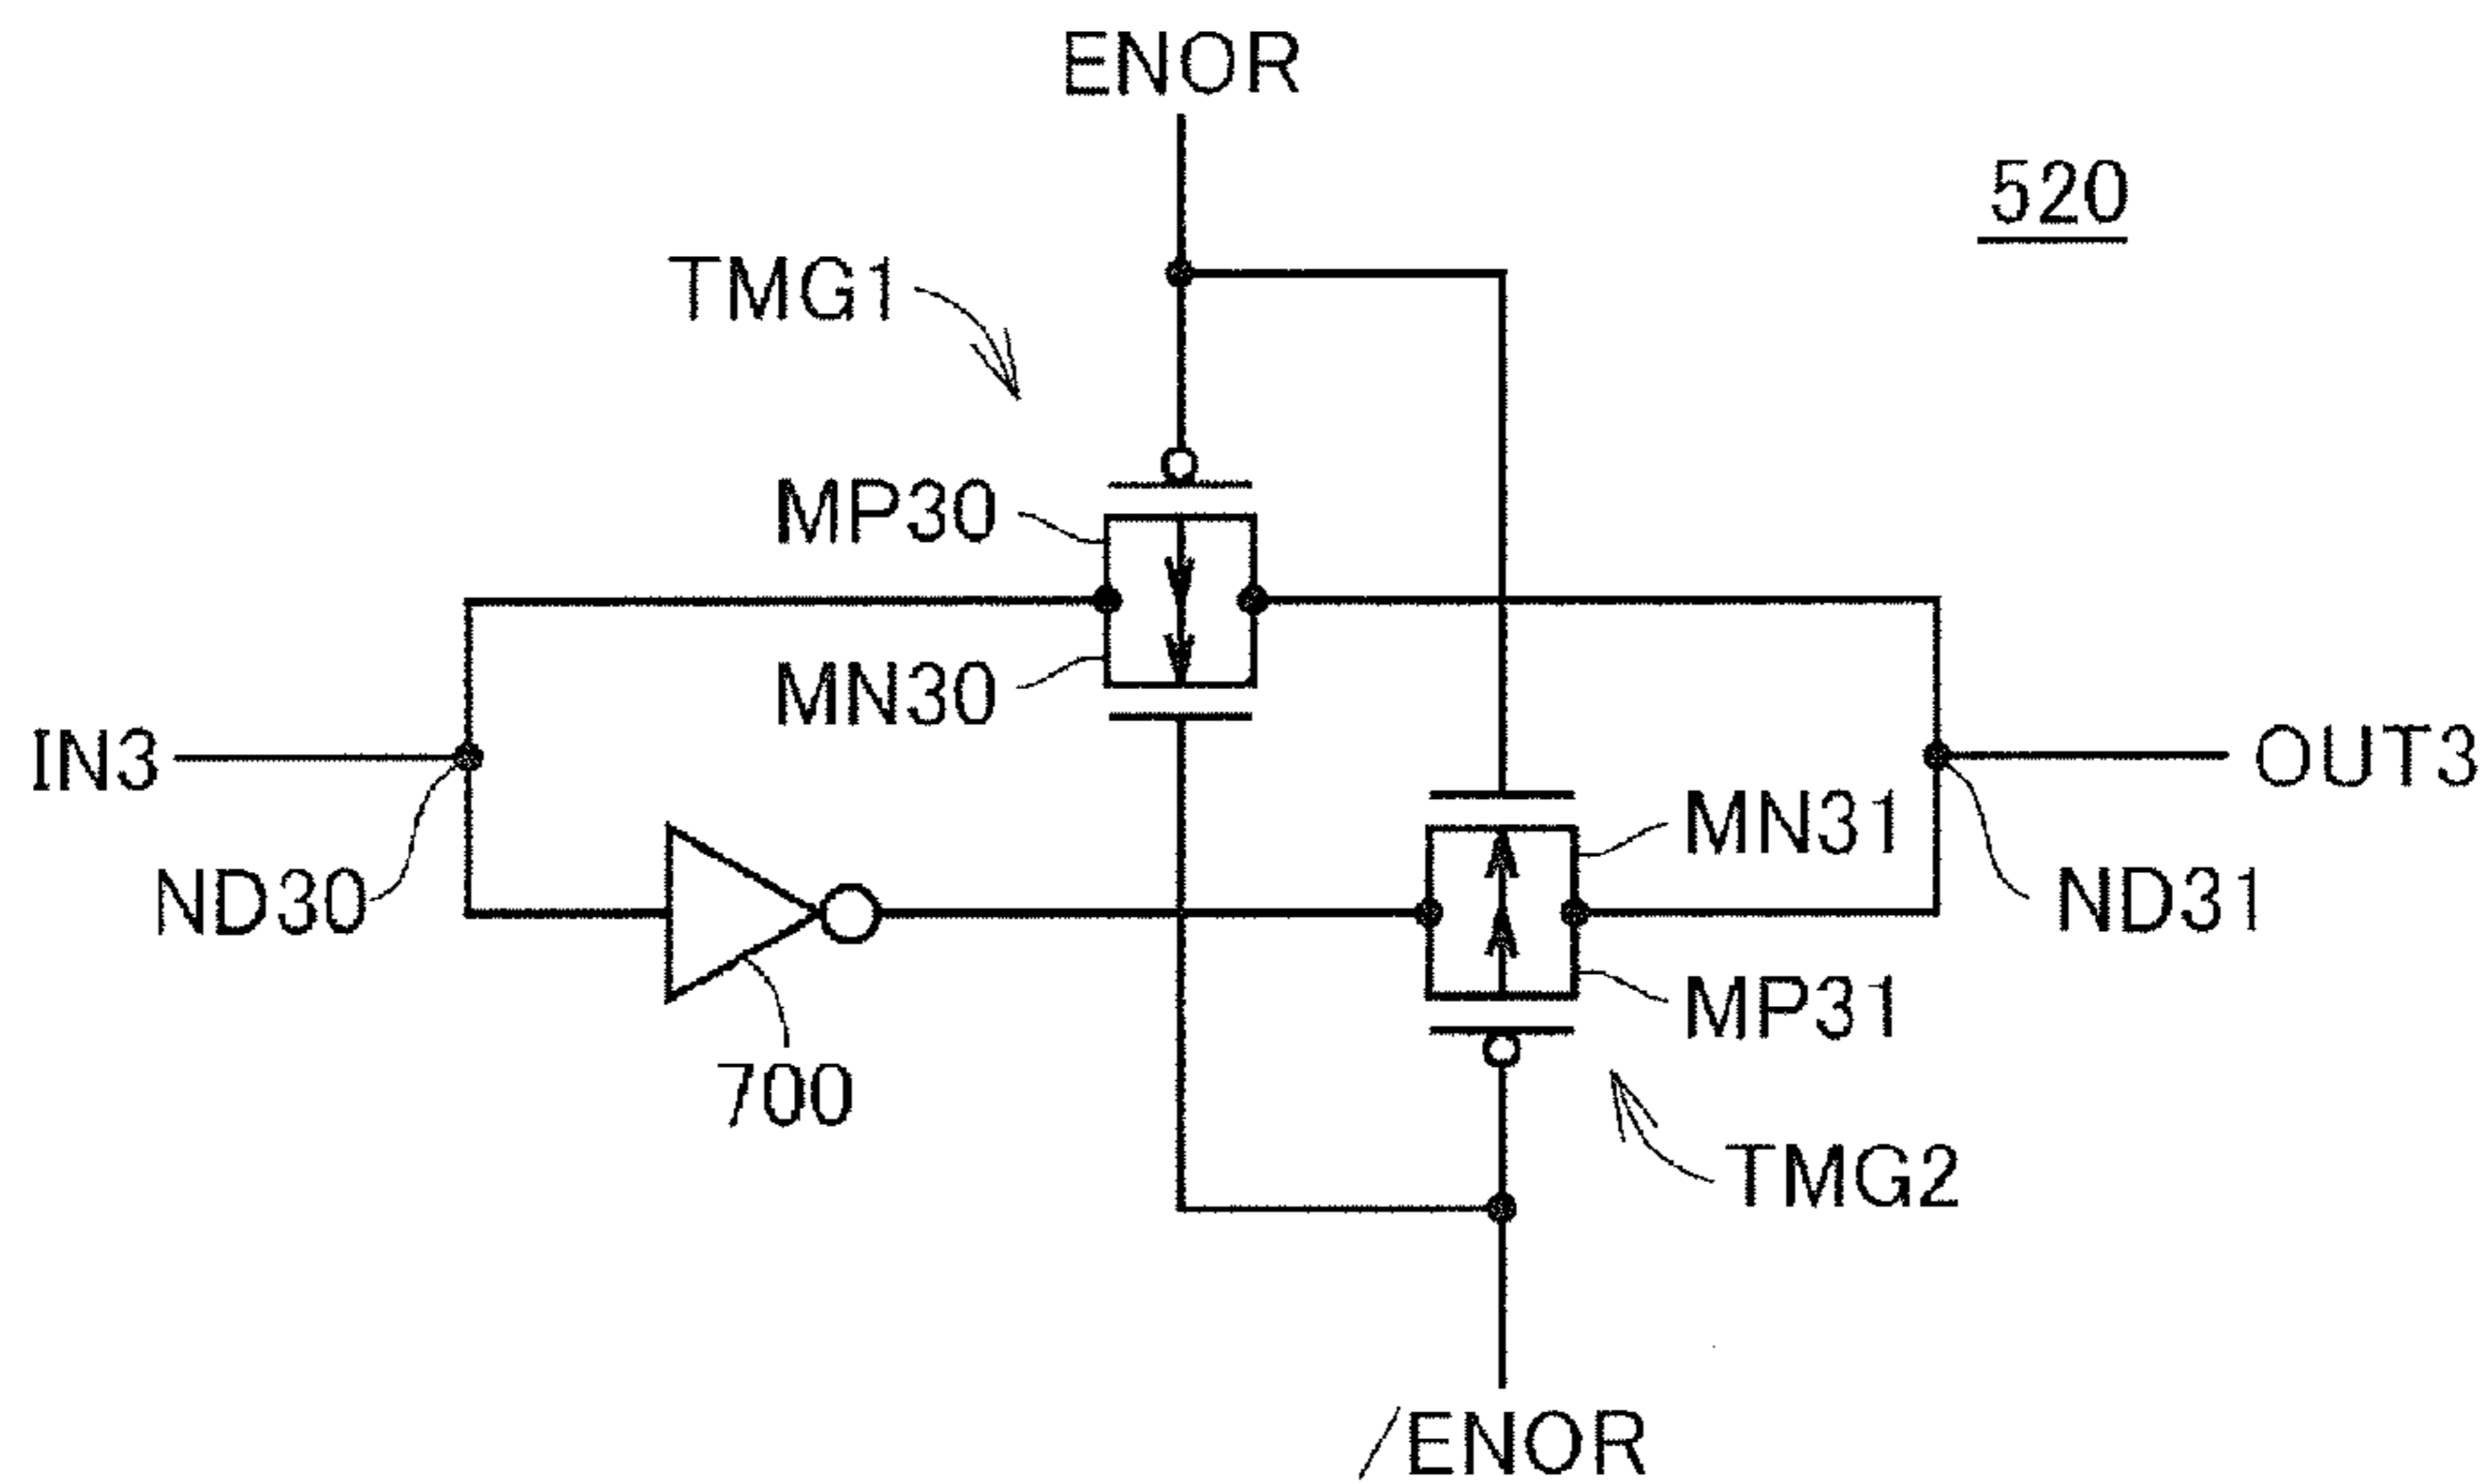 ENOR
520
TMG1
MP30
MN30
IN3
OUT3
MN31
ND30
ND31
MP31
700
TMG2
/ENOR